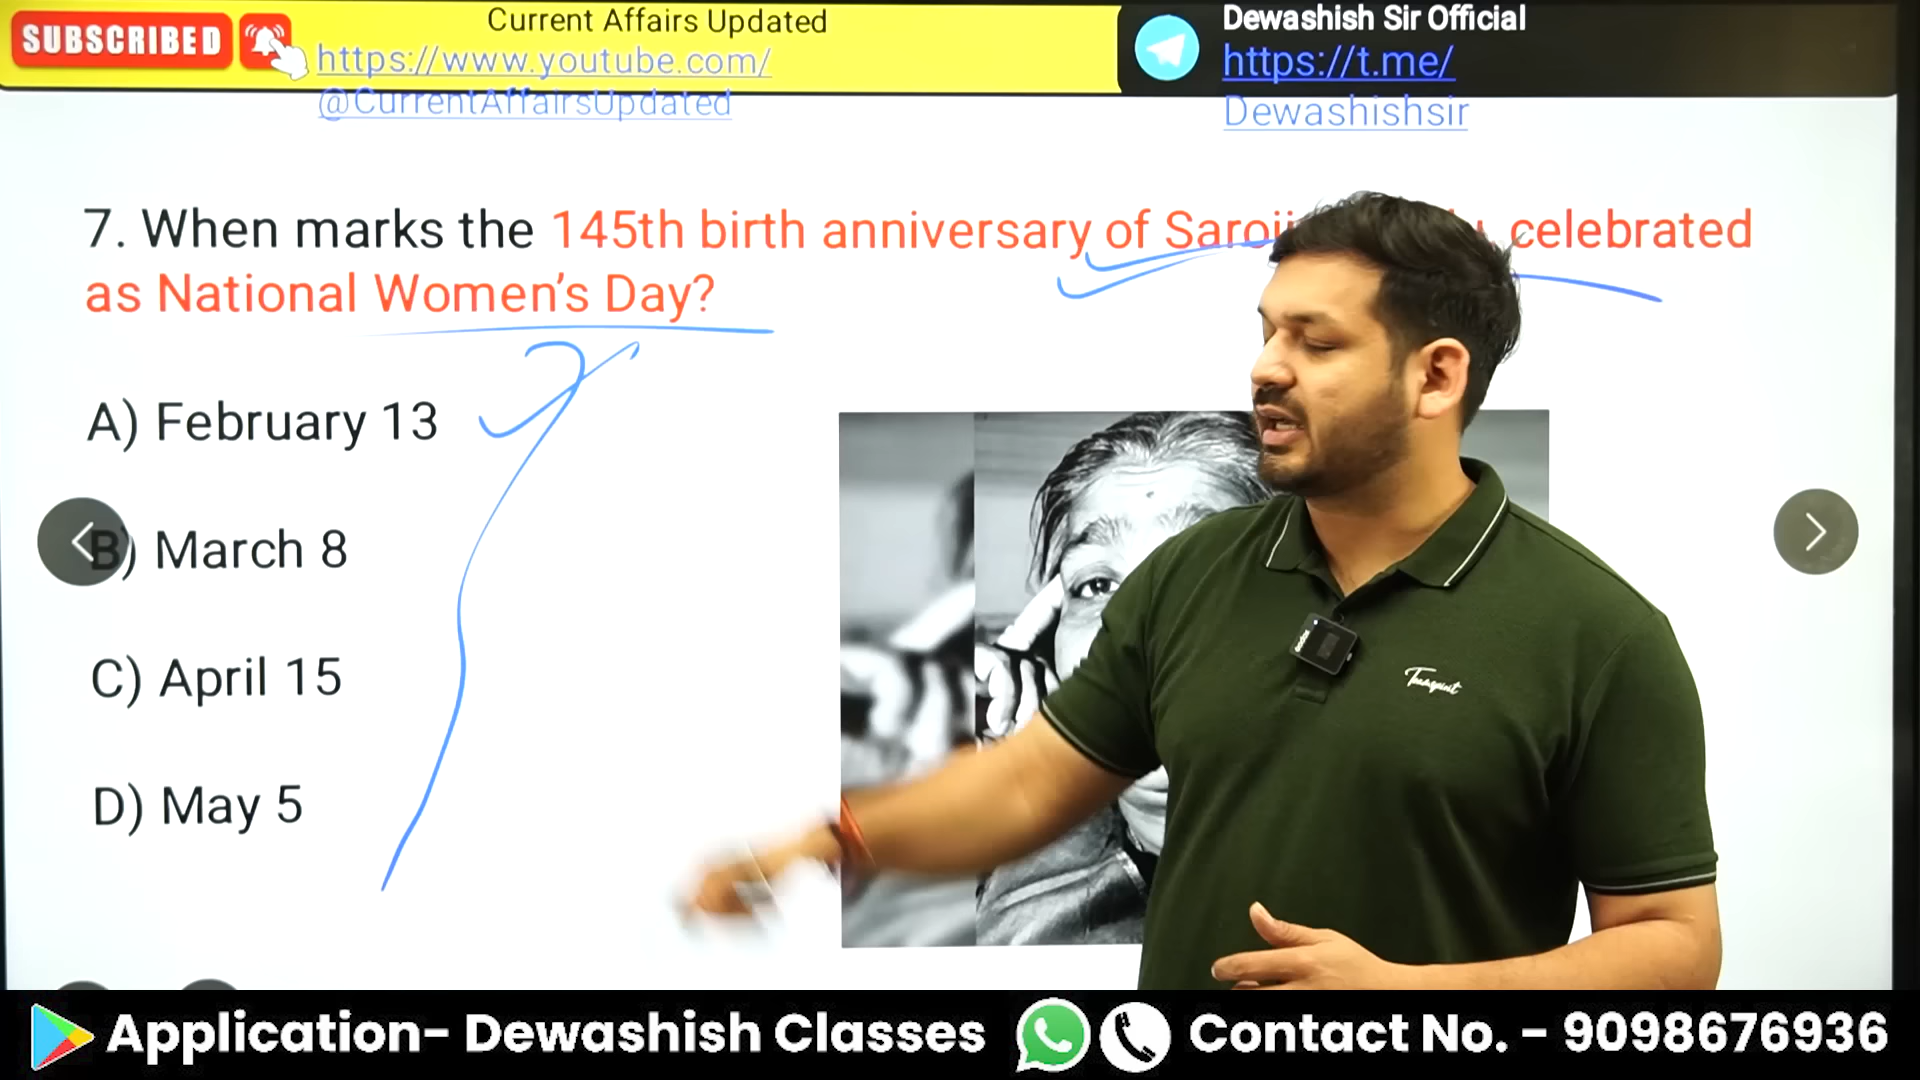 SUBSCRIBED
Current Affairs Updated
https://www.youtube.com/
@CurrentAffairsUpdated
Dewashish Sir Official
https://t.me/
Dewashishsir
7. When marks the 145th birth anniversary of celebrated
as National Women's Day?
A) February 13
B) March 8
C) April 15
D) May 5
Application- Dewashish Classes
Contact No. - 9098676936